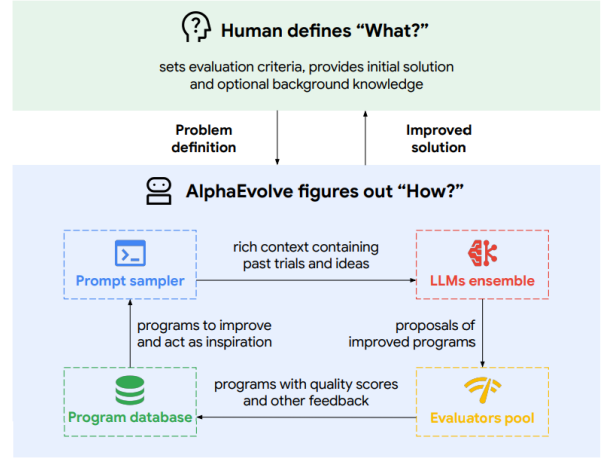 Human defines “What?”
sets evaluation criteria, provides initial solution
and optional background knowledge
Problem
definition
Improved
solution
AlphaEvolve figures out “How?”
Prompt sampler
rich context containing
past trials and ideas
LLMs ensemble
programs to improve
and act as inspiration
proposals of
improved programs
Program database
programs with quality scores
and other feedback
Evaluators pool